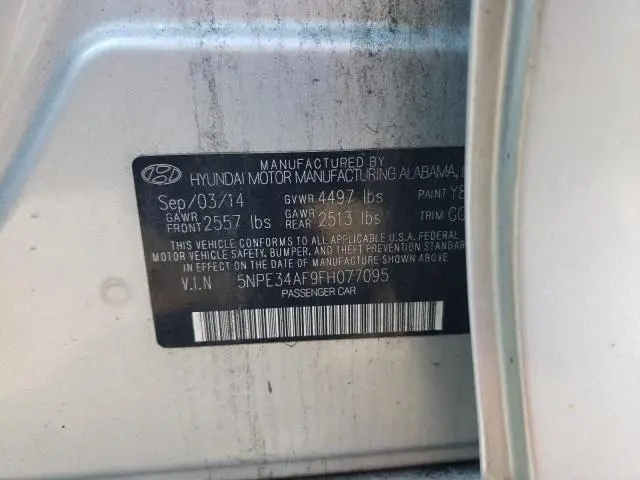 MANUFACTURED BY
HYUNDAI MOTOR MANUFACTURING ALABAMA,
Sep/03/14 GVWR 4497 lbs PAINT Y8
GAWR FRONT 2557 lbs GAWR REAR 2513 lbs TRIM
THIS VEHICLE CONFORMS TO ALL APPLICABLE U.S.A. FEDERAL
MOTOR VEHICLE SAFETY, BUMPER, AND THEFT PREVENTION STANDARDS
IN EFFECT ON THE DATE OF MANUFACTURE SHOWN ABOVE.
V.I.N 5NPE34AF9FH077095
PASSENGER CAR